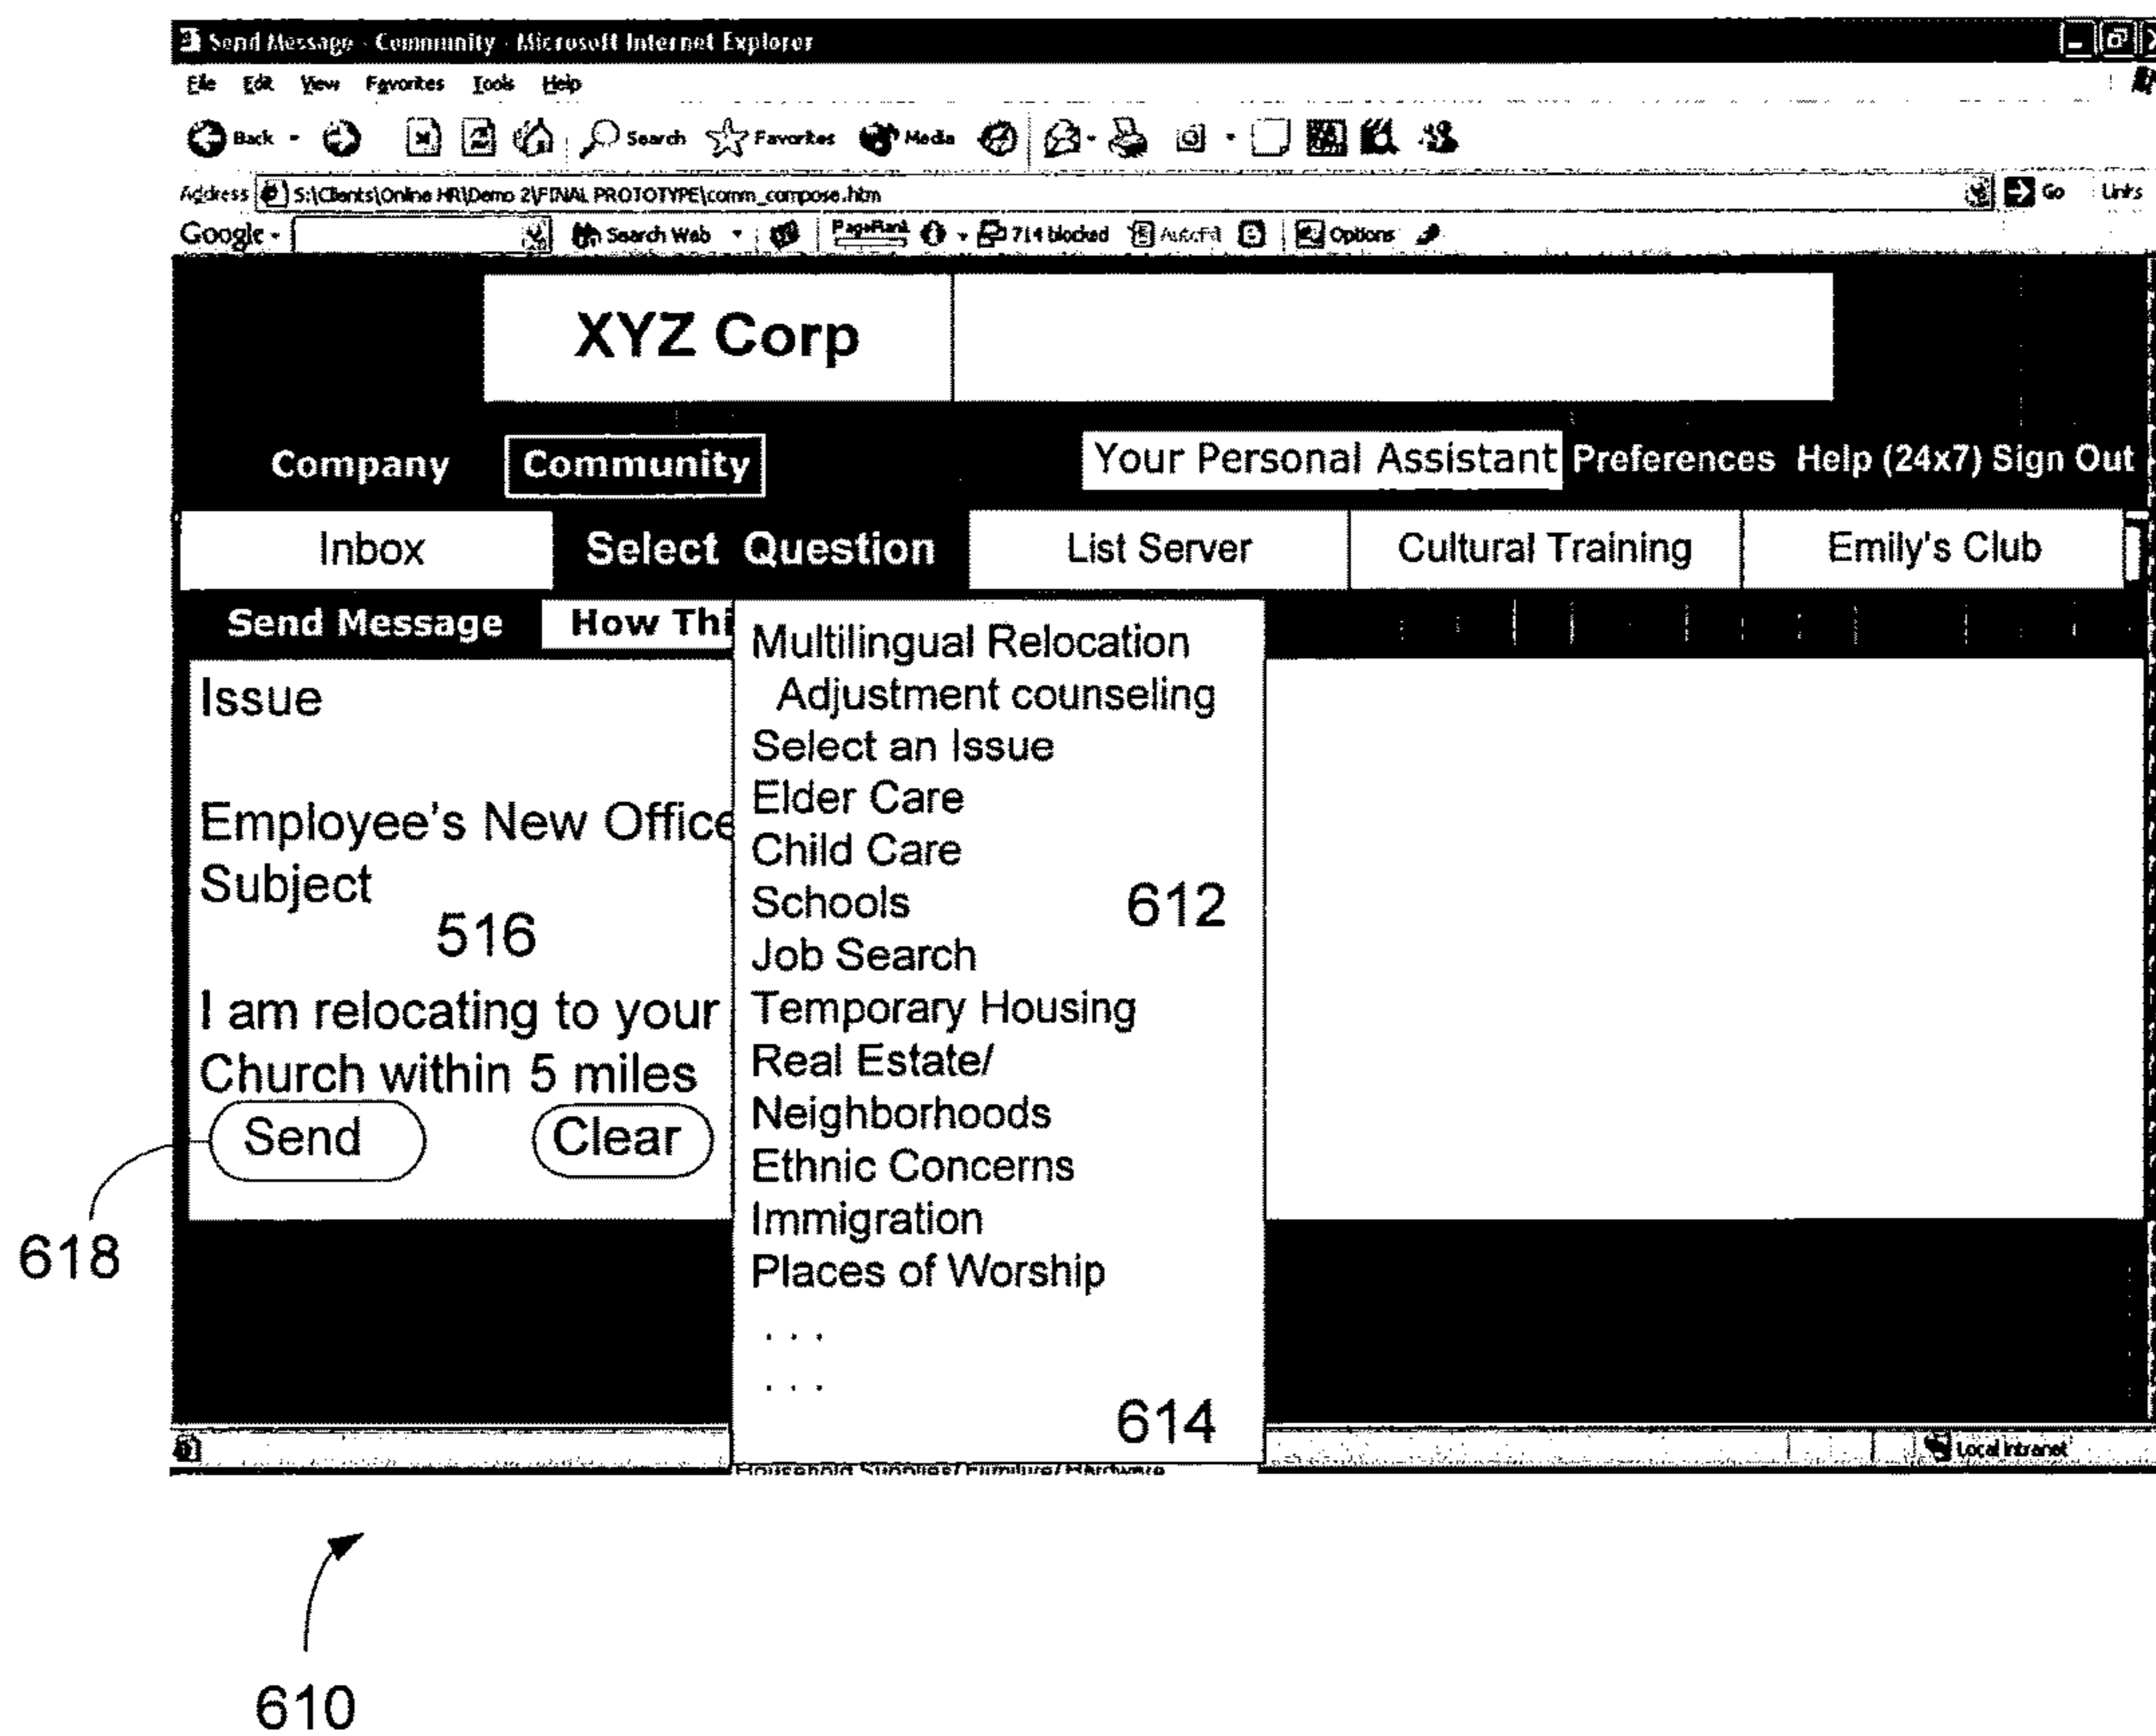 Send Message - Community - Microsoft Internet Explorer
File Edit View Favorites Tools Help
Back Search Favorites Media
Address S:\Clients\Online HR\Demo 2\FINAL PROTOTYPE\comm_compose.htm Go Links
Google Search Web PageRank 714 blocked AutoFill Options
XYZ Corp
Company Community Your Personal Assistant Preferences Help (24x7) Sign Out
Inbox Select Question List Server Cultural Training Emily's Club
Send Message How Thi
Multilingual Relocation
Adjustment counseling
Select an Issue
Elder Care
Child Care
Schools
612
Job Search
Temporary Housing
Real Estate/
Neighborhoods
Ethnic Concerns
Immigration
Places of Worship
. . .
. . .
614
Household Supplies/Furniture/Hardware
Issue
Employee's New Office
Subject
516
I am relocating to your
Church within 5 miles
Send Clear
618
Local intranet
610